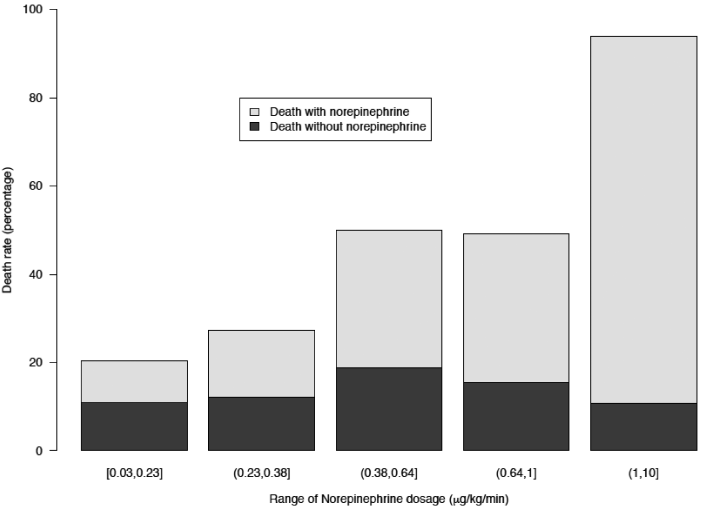 100
80
60
40
20
0
Death rate (percentage)
Death with norepinephrine
Death without norepinephrine
[0.03,0.23]
(0.23,0.38]
(0.38,0.64]
(0.64,1]
(1,10]
Range of Norepinephrine dosage (μg/kg/min)